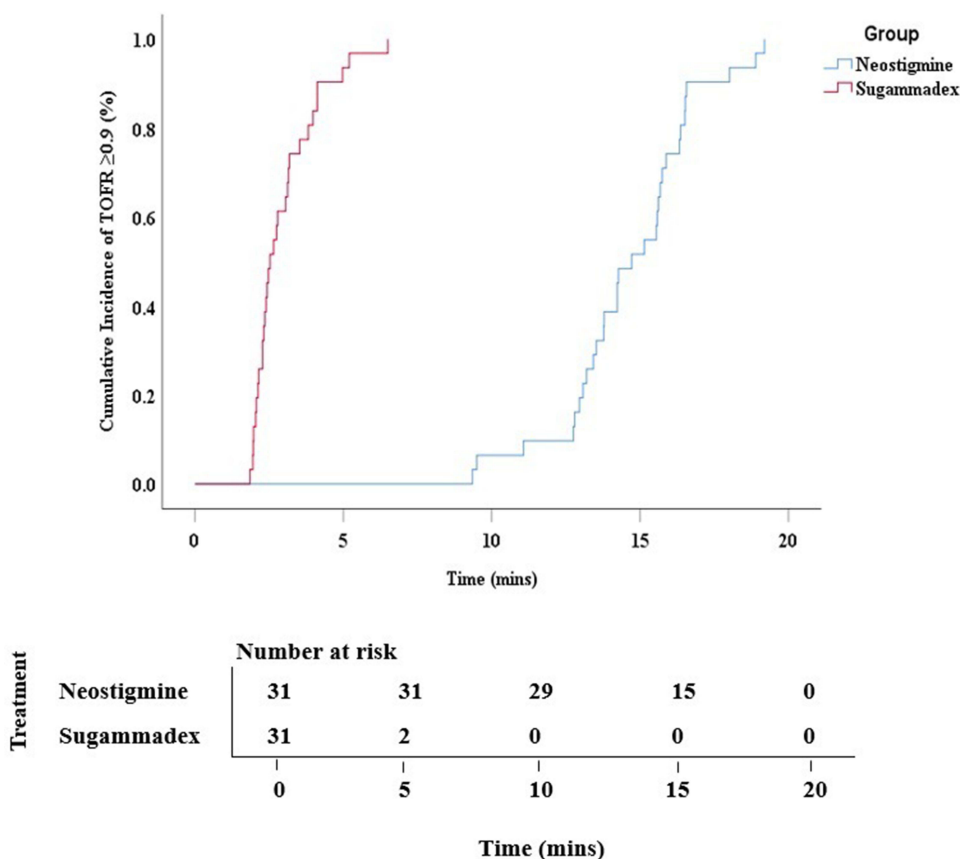 Group
Neostigmine
Sugammadex
Cumulative Incidence of TOFR ≥0.9 (%)
1.0
0.8
0.6
0.4
0.2
0.0
0 5 10 15 20
Time (mins)
Treatment
Number at risk
Neostigmine 31 31 29 15 0
Sugammadex 31 2 0 0 0
0 5 10 15 20
Time (mins)